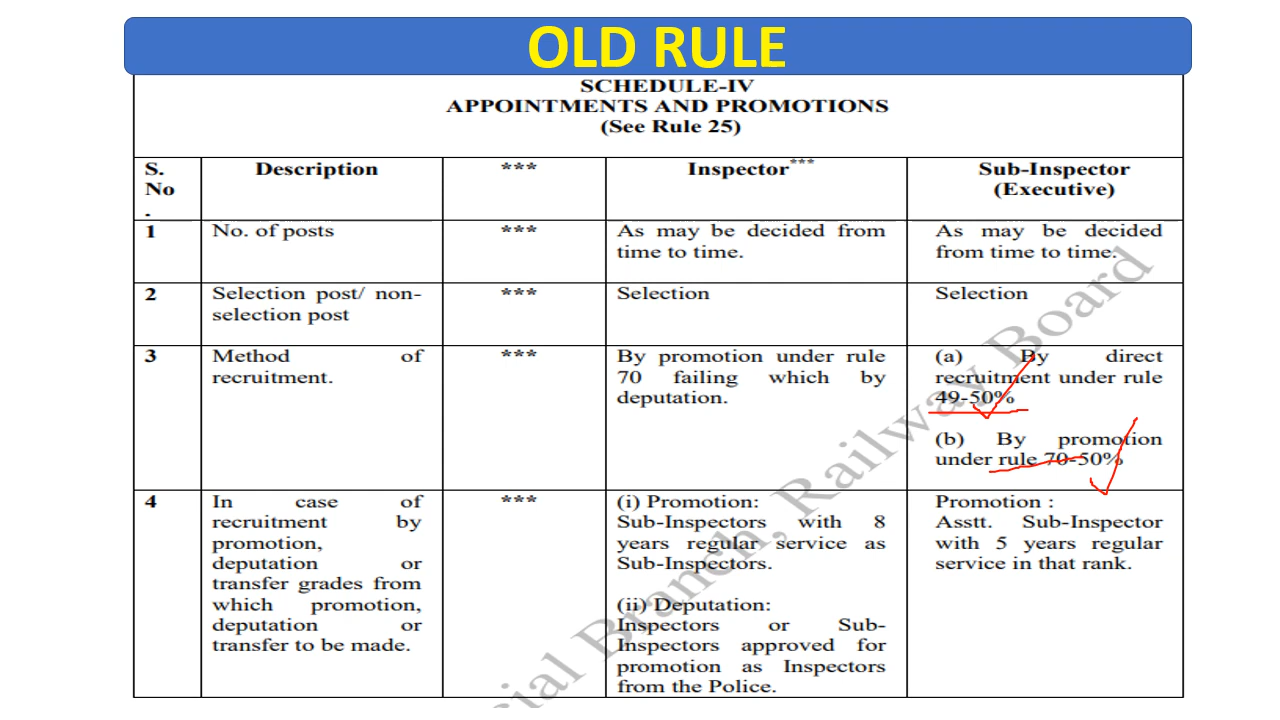 OLD RULE
SCHEDULE-IV
APPOINTMENTS AND PROMOTIONS
(See Rule 25)
S.
No
.
Description
***
Inspector***
Sub-Inspector
(Executive)
1
No. of posts
***
As may be decided from
time to time.
As may be decided
from time to time.
2
Selection post/ non-
selection post
***
Selection
Selection
3
Method of
recruitment.
***
By promotion under rule
70 failing which by
deputation.
(a) By direct
recruitment under rule
49-50%
(b) By promotion
under rule 70-50%
4
In case of
recruitment by
promotion,
deputation or
transfer grades from
which promotion,
deputation or
transfer to be made.
***
(i) Promotion:
Sub-Inspectors with 8
years regular service as
Sub-Inspectors.
(ii) Deputation:
Inspectors or Sub-
Inspectors approved for
promotion as Inspectors
from the Police.
Promotion :
Asstt. Sub-Inspector
with 5 years regular
service in that rank.
cial Branch, Railway Board